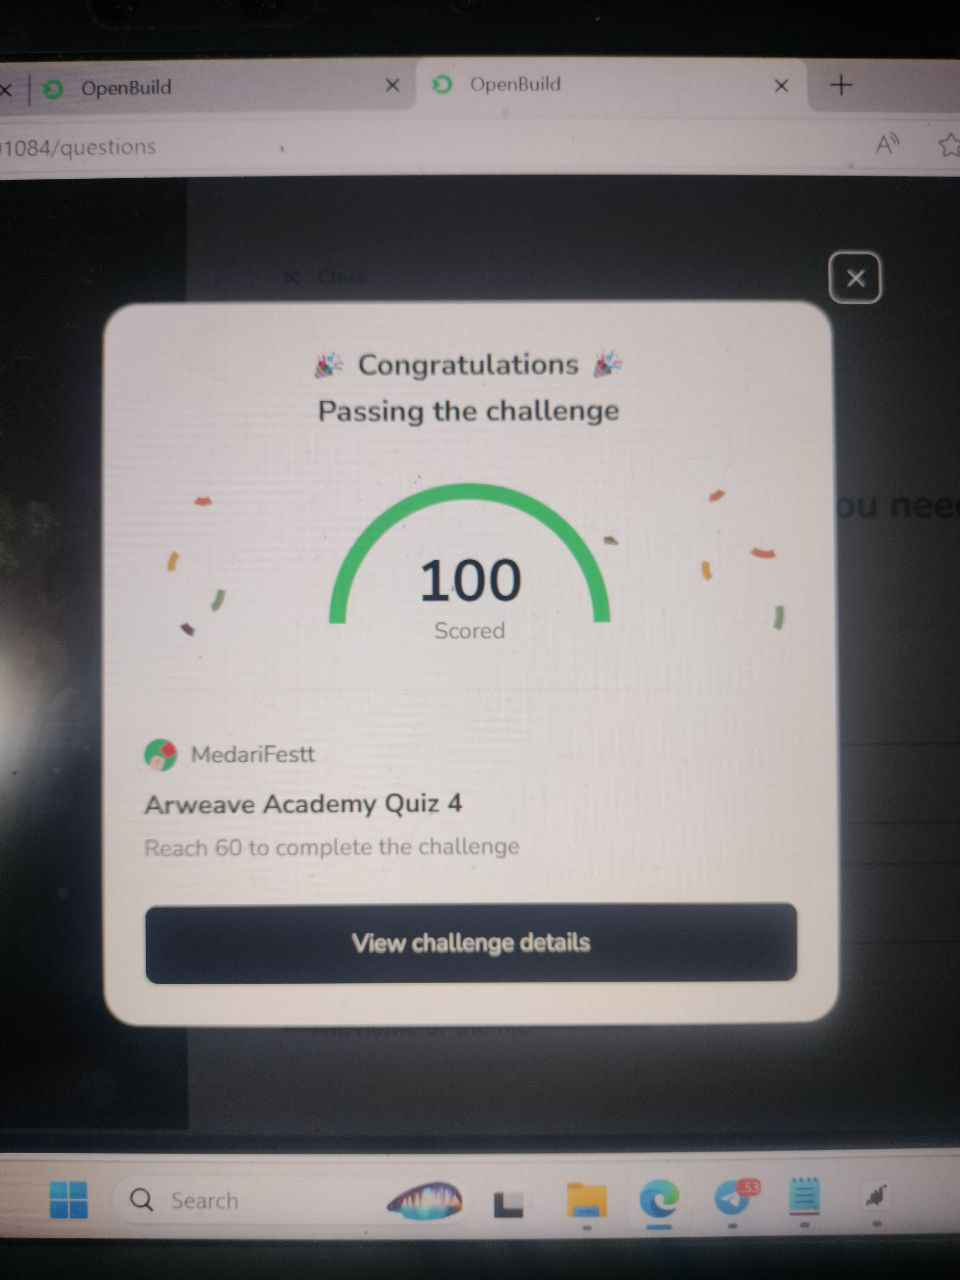 OpenBuild
OpenBuild
1084/questions
Close
Congratulations
Passing the challenge
ou nee
100
Scored
MedariFestt
Arweave Academy Quiz 4
Reach 60 to complete the challenge
View challenge details
Search
53